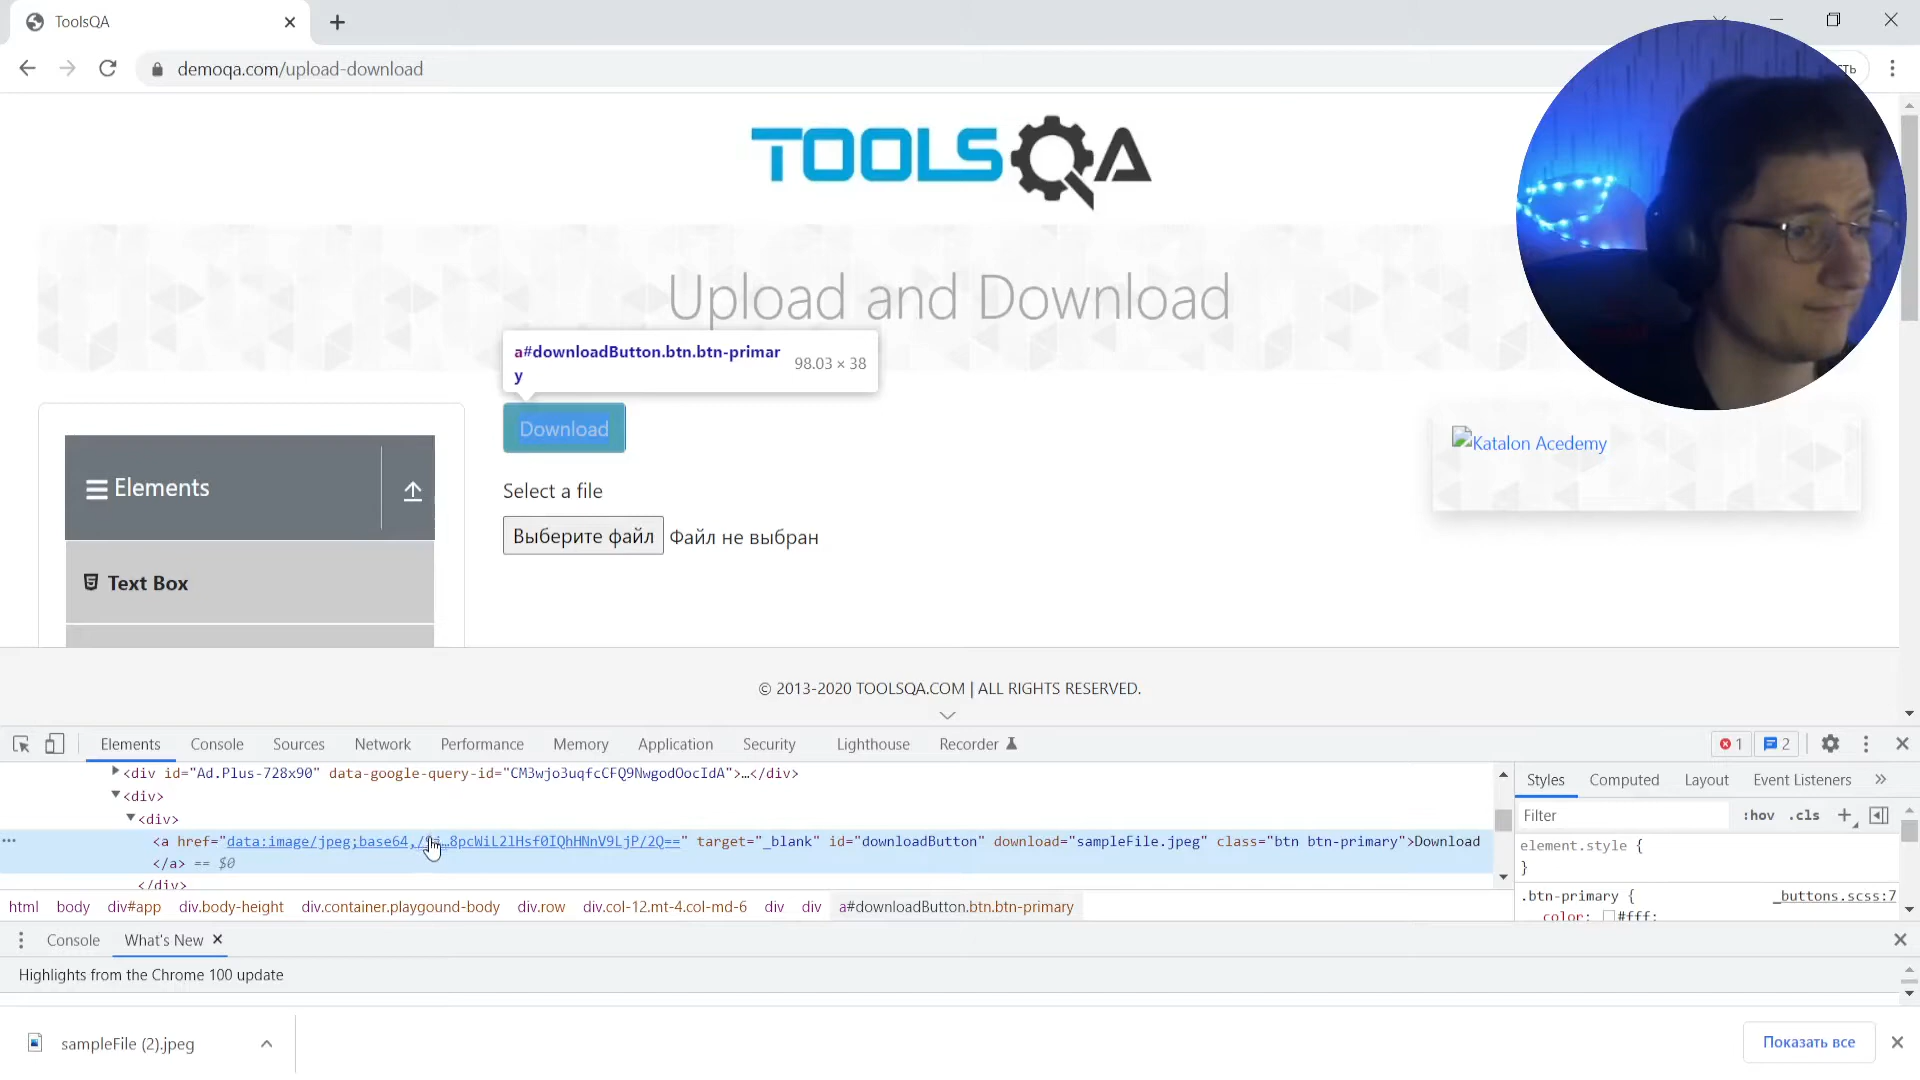 ToolsQA
demoqa.com/upload-download
ть
TOOLSQA
Upload and Download
a#downloadButton.btn.btn-primar
y
98.03 × 38
Download
Katalon Acedemy
Elements
Select a file
Выберите файл Файл не выбран
Text Box
© 2013-2020 TOOLSQA.COM | ALL RIGHTS RESERVED.
Elements Console Sources Network Performance Memory Application Security Lighthouse Recorder 1 2
<div id="Ad.Plus-728x90" data-google-query-id="CM3wjo3uqfcCFQ9NwgodOocIdA">…</div>
<div>
<div>
<a href="data:image/jpeg;base64,/9j…8pcWiL2lHsf0IQhHNnV9LjP/2Q==" target="_blank" id="downloadButton" download="sampleFile.jpeg" class="btn btn-primary">Download
</a> == $0
</div>
Styles Computed Layout Event Listeners »
Filter :hov .cls +
element.style {
}
.btn-primary { _buttons.scss:7
color: #fff;
html body div#app div.body-height div.container.playgound-body div.row div.col-12.mt-4.col-md-6 div div a#downloadButton.btn.btn-primary
Console What's New
Highlights from the Chrome 100 update
sampleFile (2).jpeg
Показать все